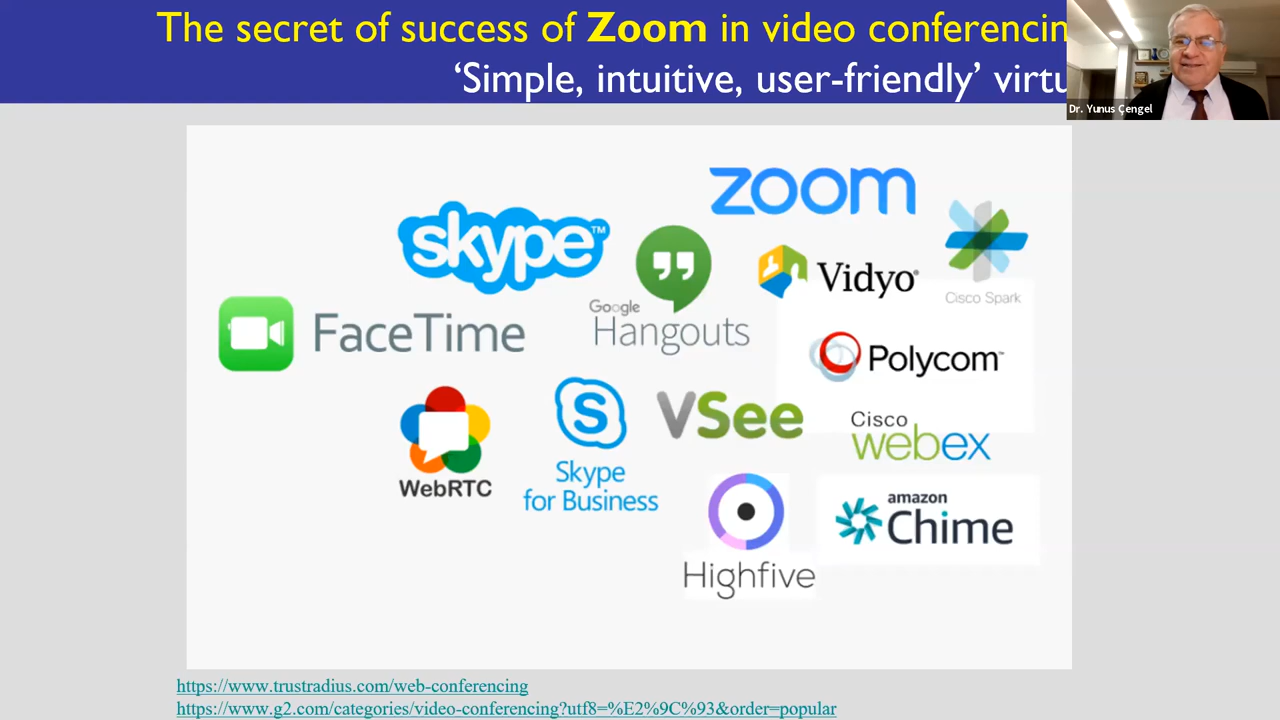 The secret of success of Zoom in video conferencin
‘Simple, intuitive, user-friendly’ virtu
Dr. Yunus Çengel
zoom
skype™
Google
Hangouts
Vidyo®
Cisco Spark
FaceTime
Polycom™
WebRTC
S
Skype
for Business
VSee
Cisco
webex
Highfive
amazon
Chime
https://www.trustradius.com/web-conferencing
https://www.g2.com/categories/video-conferencing?utf8=%E2%9C%93&order=popular